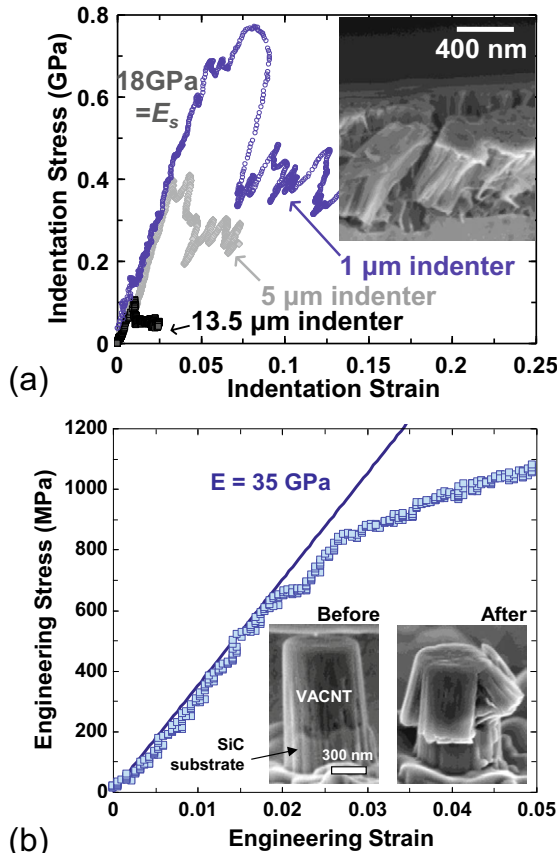 0.8
0.6
0.4
0.2
0
Indentation Stress (GPa)
18GPa
=Es
400 nm
1 µm indenter
5 µm indenter
13.5 µm indenter
0.00 0.05 0.10 0.15 0.20 0.25
Indentation Strain
(a)
1200
1000
800
600
400
200
0
Engineering Stress (MPa)
E = 35 GPa
Before After
VACNT
SiC
substrate
300 nm
0 0.01 0.02 0.03 0.04 0.05
Engineering Strain
(b)